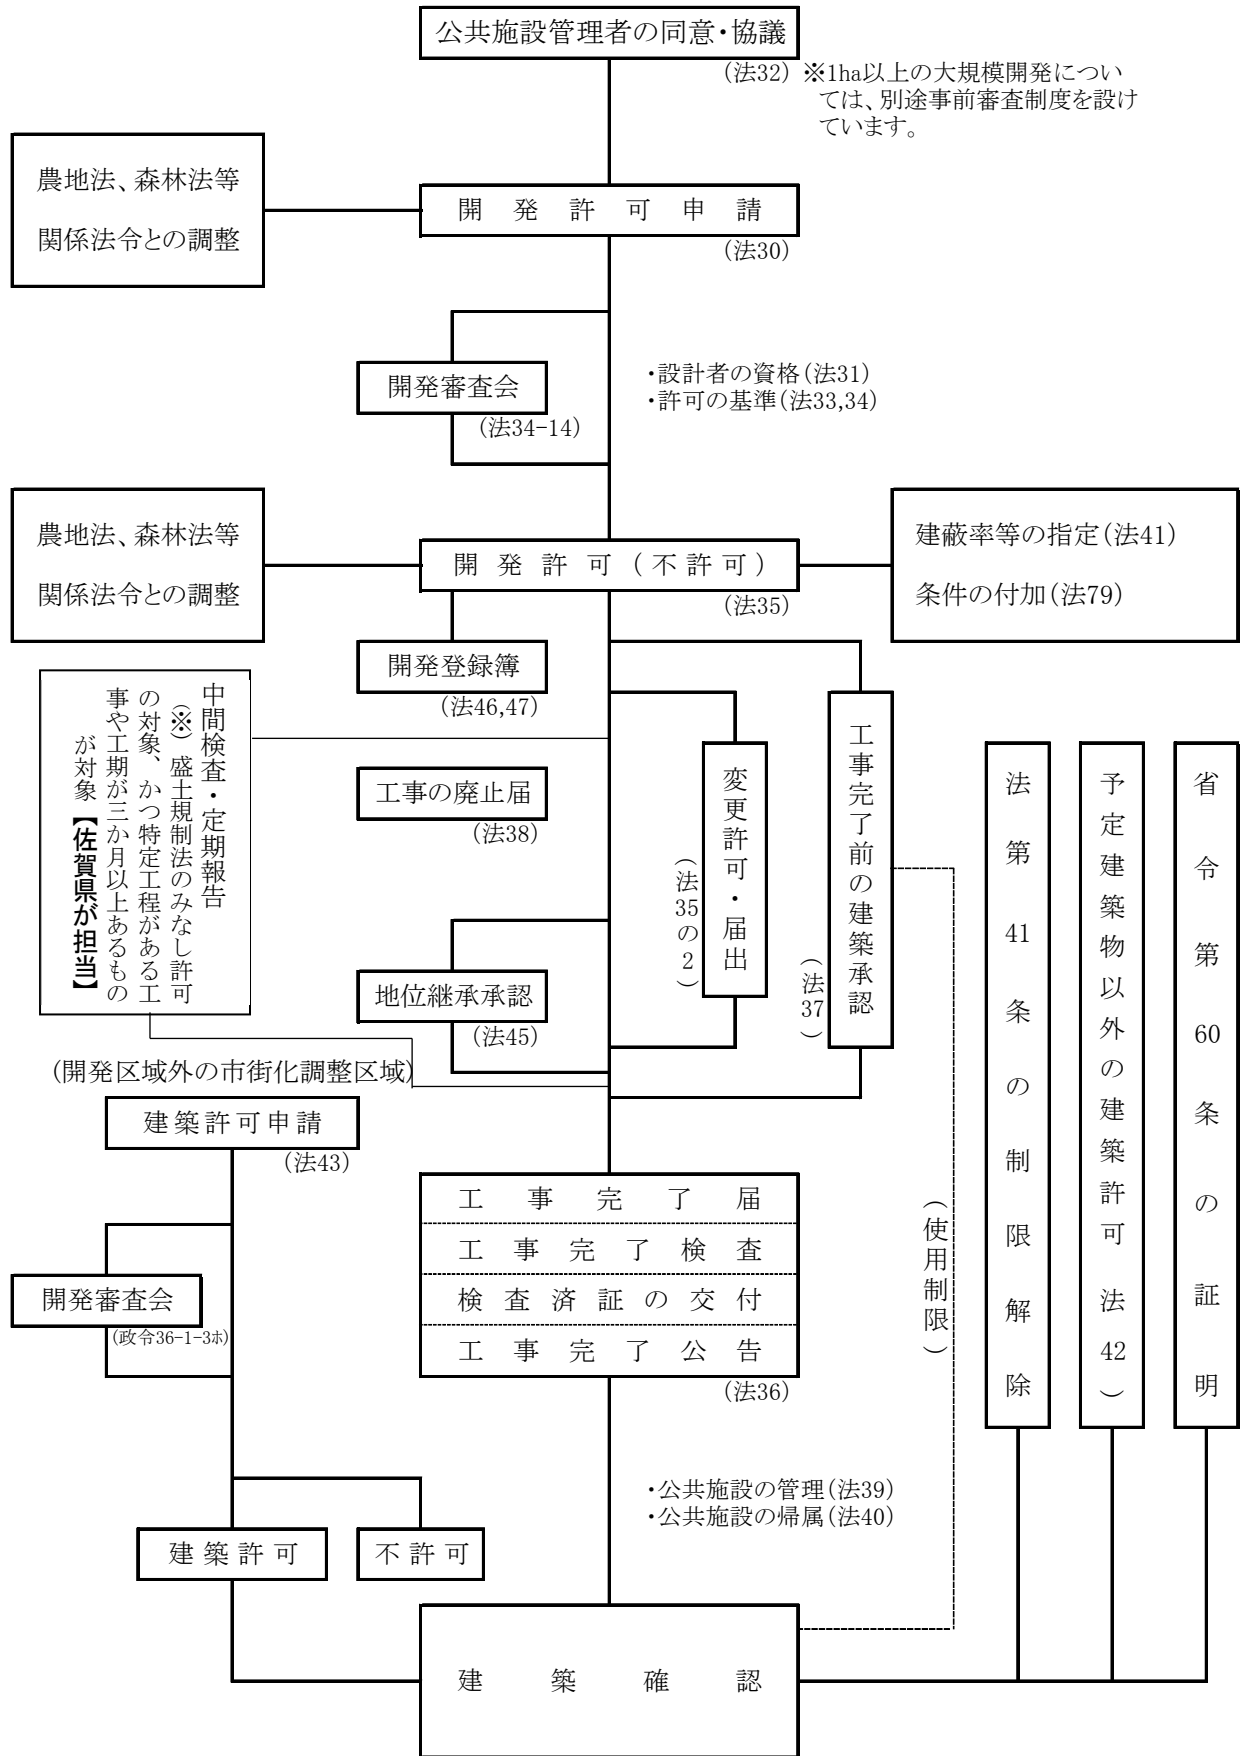 公共施設管理者の同意・協議
(法32)
※1ha以上の大規模開発につい
ては、別途事前審査制度を設け
ています。
農地法、森林法等
関係法令との調整
開発許可申請
(法30)
開発審査会
(法34-14)
・設計者の資格(法31)
・許可の基準(法33,34)
農地法、森林法等
関係法令との調整
開発許可(不許可)
(法35)
建蔽率等の指定(法41)
条件の付加(法79)
開発登録簿
(法46,47)
中間検査・定期報告
(※)盛土規制法のみなし許可
の対象、かつ特定工程がある工
事や工期が三か月以上あるもの
が対象【佐賀県が担当】
工事の廃止届
(法38)
変更許可・届出
(法35の2)
工事完了前の建築承認
(法37)
地位継承承認
(法45)
法第41条の制限解除
予定建築物以外の建築許可 法42)
省令第60条の証明
(開発区域外の市街化調整区域)
建築許可申請
(法43)
開発審査会
(政令36-1-3ホ)
工事完了届
工事完了検査
検査済証の交付
工事完了公告
(法36)
(使用制限)
・公共施設の管理(法39)
・公共施設の帰属(法40)
建築許可
不許可
建築確認